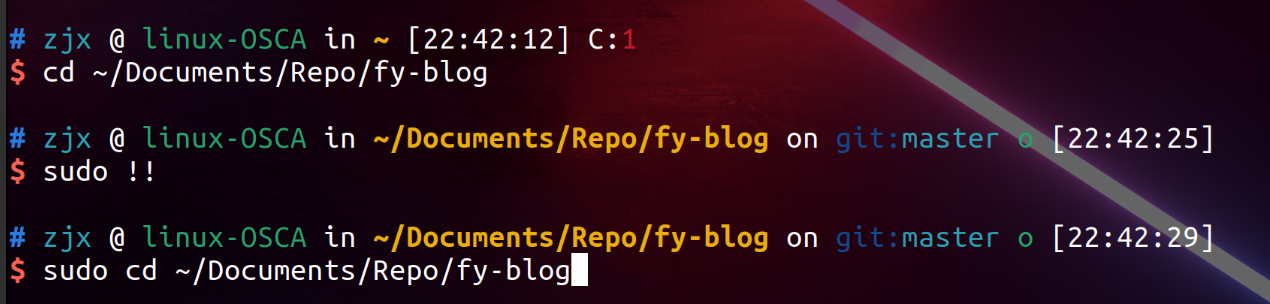 # zjx @ linux-OSCA in ~ [22:42:12] C:1
$ cd ~/Documents/Repo/fy-blog
# zjx @ linux-OSCA in ~/Documents/Repo/fy-blog on git:master o [22:42:25]
$ sudo !!
# zjx @ linux-OSCA in ~/Documents/Repo/fy-blog on git:master o [22:42:29]
$ sudo cd ~/Documents/Repo/fy-blog